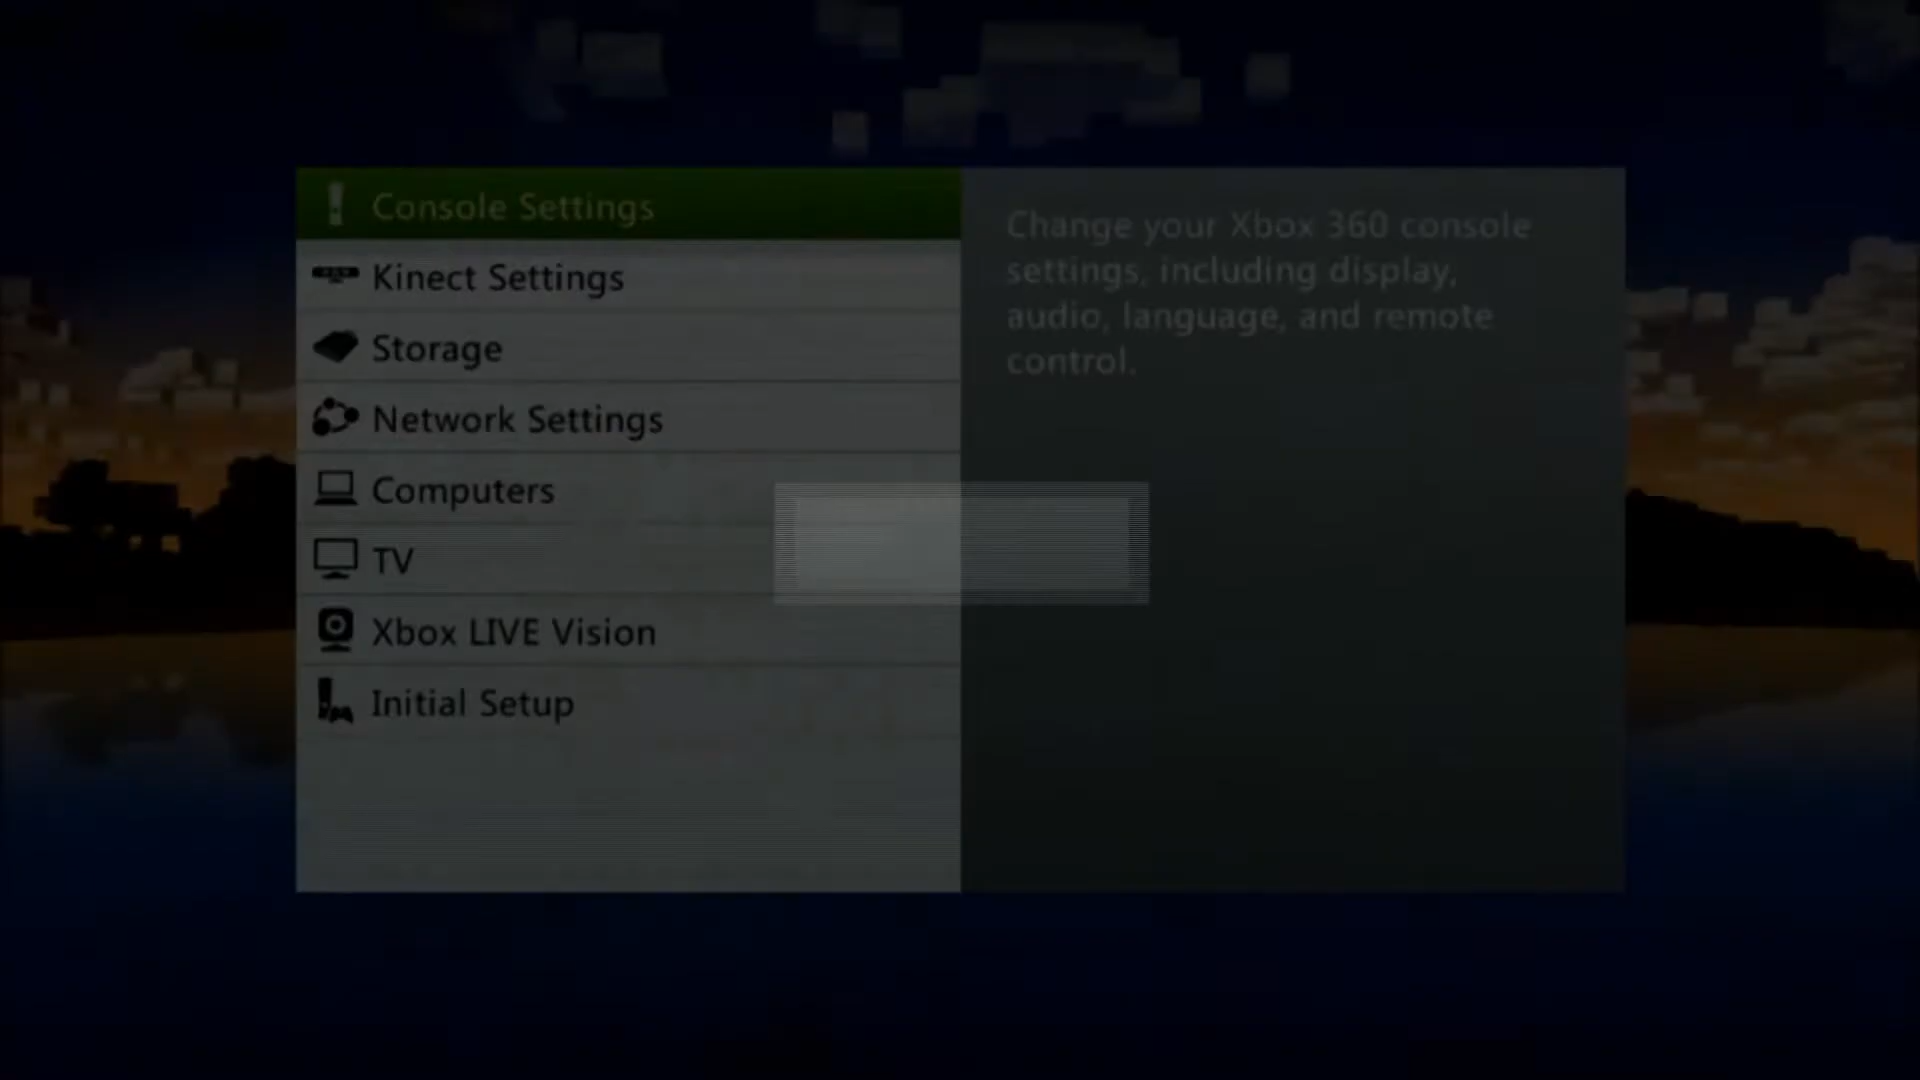 Console Settings
Kinect Settings
Storage
Network Settings
Computers
TV
Xbox LIVE Vision
Initial Setup
Change your Xbox 360 console
settings, including display,
audio, language, and remote
control.